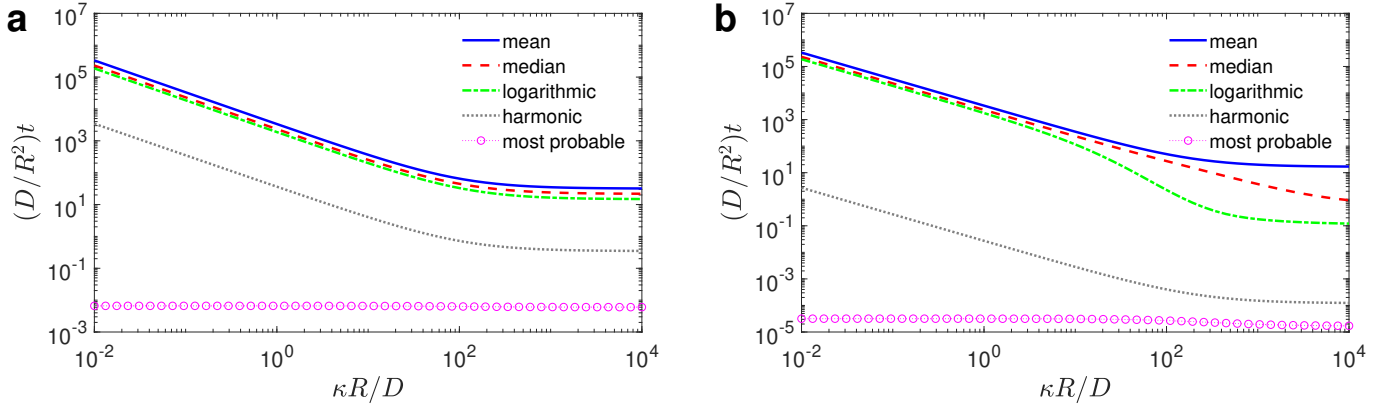 a
10^7
10^5
10^3
10^1
10^-1
10^-3
(D/R^2)t
mean
median
logarithmic
harmonic
most probable
10^-2 10^0 10^2 10^4
κR/D
b
10^7
10^5
10^3
10^1
10^-1
10^-3
10^-5
(D/R^2)t
mean
median
logarithmic
harmonic
most probable
10^-2 10^0 10^2 10^4
κR/D